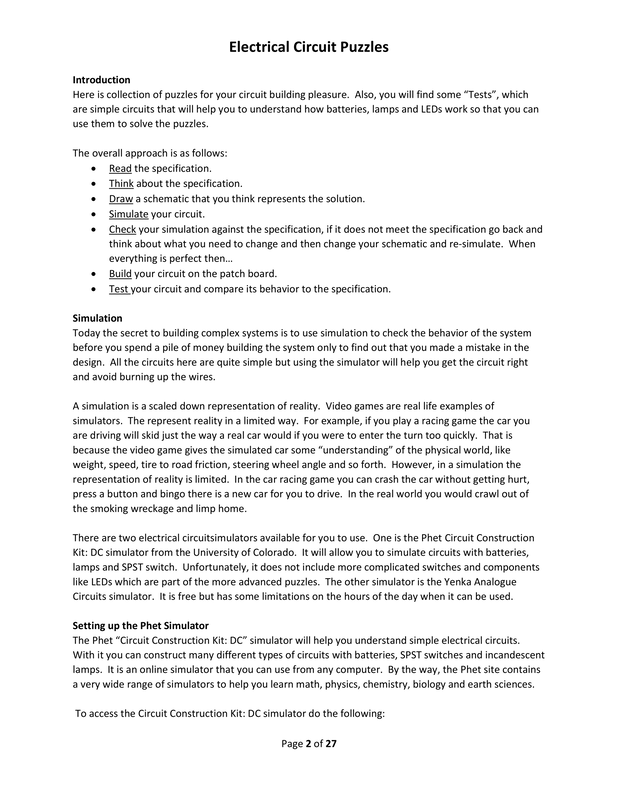 Electrical Circuit Puzzles
Introduction
Here is collection of puzzles for your circuit building pleasure.  Also, you will find some “Tests”, which
are simple circuits that will help you to understand how batteries, lamps and LEDs work so that you can
use them to solve the puzzles.
The overall approach is as follows:
• Read the specification.
• Think about the specification.
• Draw a schematic that you think represents the solution.
• Simulate your circuit.
• Check your simulation against the specification, if it does not meet the specification go back and
think about what you need to change and then change your schematic and re-simulate.  When
everything is perfect then…
• Build your circuit on the patch board.
• Test your circuit and compare its behavior to the specification.
Simulation
Today the secret to building complex systems is to use simulation to check the behavior of the system
before you spend a pile of money building the system only to find out that you made a mistake in the
design.  All the circuits here are quite simple but using the simulator will help you get the circuit right
and avoid burning up the wires.
A simulation is a scaled down representation of reality.  Video games are real life examples of
simulators.  The represent reality in a limited way.  For example, if you play a racing game the car you
are driving will skid just the way a real car would if you were to enter the turn too quickly.  That is
because the video game gives the simulated car some “understanding” of the physical world, like
weight, speed, tire to road friction, steering wheel angle and so forth.  However, in a simulation the
representation of reality is limited.  In the car racing game you can crash the car without getting hurt,
press a button and bingo there is a new car for you to drive.  In the real world you would crawl out of
the smoking wreckage and limp home.
There are two electrical circuitsimulators available for you to use.  One is the Phet Circuit Construction
Kit: DC simulator from the University of Colorado.  It will allow you to simulate circuits with batteries,
lamps and SPST switch.  Unfortunately, it does not include more complicated switches and components
like LEDs which are part of the more advanced puzzles.  The other simulator is the Yenka Analogue
Circuits simulator.  It is free but has some limitations on the hours of the day when it can be used.
Setting up the Phet Simulator
The Phet “Circuit Construction Kit: DC” simulator will help you understand simple electrical circuits.
With it you can construct many different types of circuits with batteries, SPST switches and incandescent
lamps.  It is an online simulator that you can use from any computer.  By the way, the Phet site contains
a very wide range of simulators to help you learn math, physics, chemistry, biology and earth sciences.
To access the Circuit Construction Kit: DC simulator do the following:
Page 2 of 27